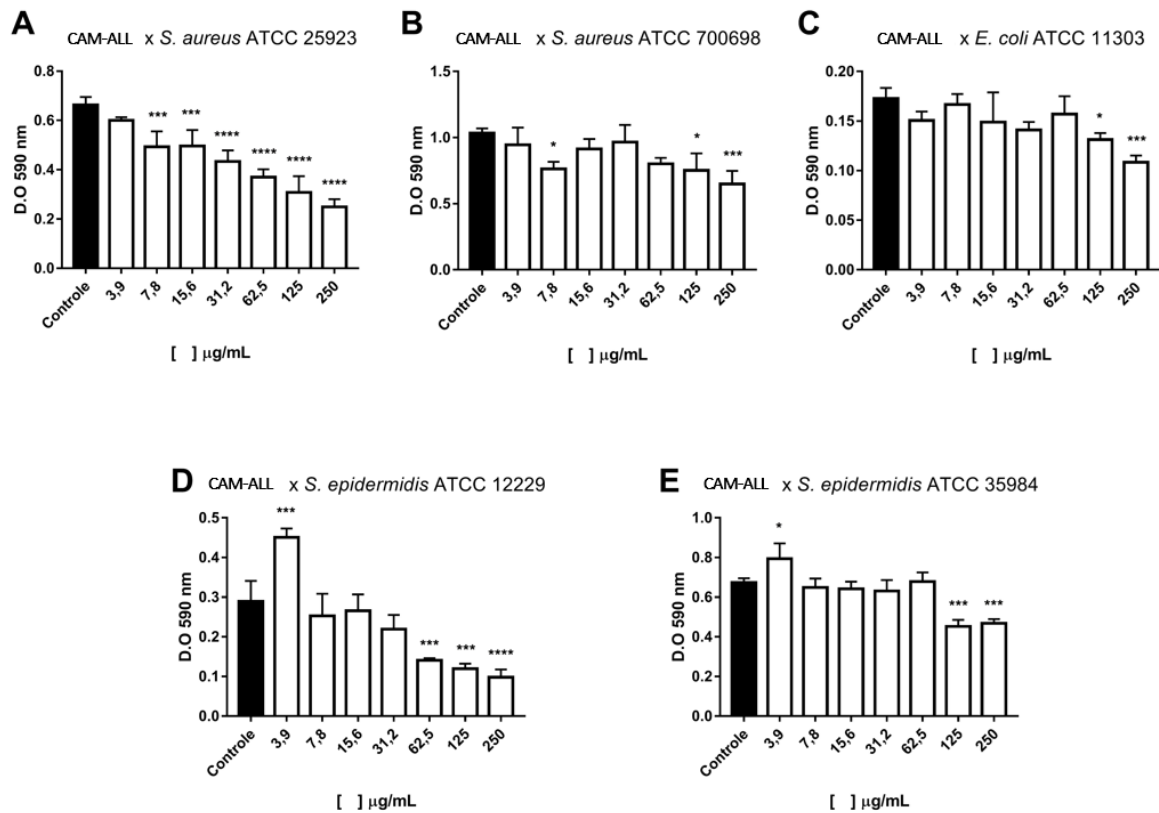 A CAM-ALL x S. aureus ATCC 25923
0.8
0.6
0.4
0.2
0.0
D.O 590 nm
*** *** **** **** **** ****
Controle 3,9 7,8 15,6 31,2 62,5 125 250
[ ] μg/mL
B CAM-ALL x S. aureus ATCC 700698
1.5
1.0
0.5
0.0
D.O 590 nm
* * ***
Controle 3,9 7,8 15,6 31,2 62,5 125 250
[ ] μg/mL
C CAM-ALL x E. coli ATCC 11303
0.20
0.15
0.10
0.05
0.00
D.O 590 nm
* ***
Controle 3,9 7,8 15,6 31,2 62,5 125 250
[ ] μg/mL
D CAM-ALL x S. epidermidis ATCC 12229
0.5
0.4
0.3
0.2
0.1
0.0
D.O 590 nm
*** *** *** ****
Controle 3,9 7,8 15,6 31,2 62,5 125 250
[ ] μg/mL
E CAM-ALL x S. epidermidis ATCC 35984
1.0
0.8
0.6
0.4
0.2
0.0
D.O 590 nm
* *** ***
Controle 3,9 7,8 15,6 31,2 62,5 125 250
[ ] μg/mL